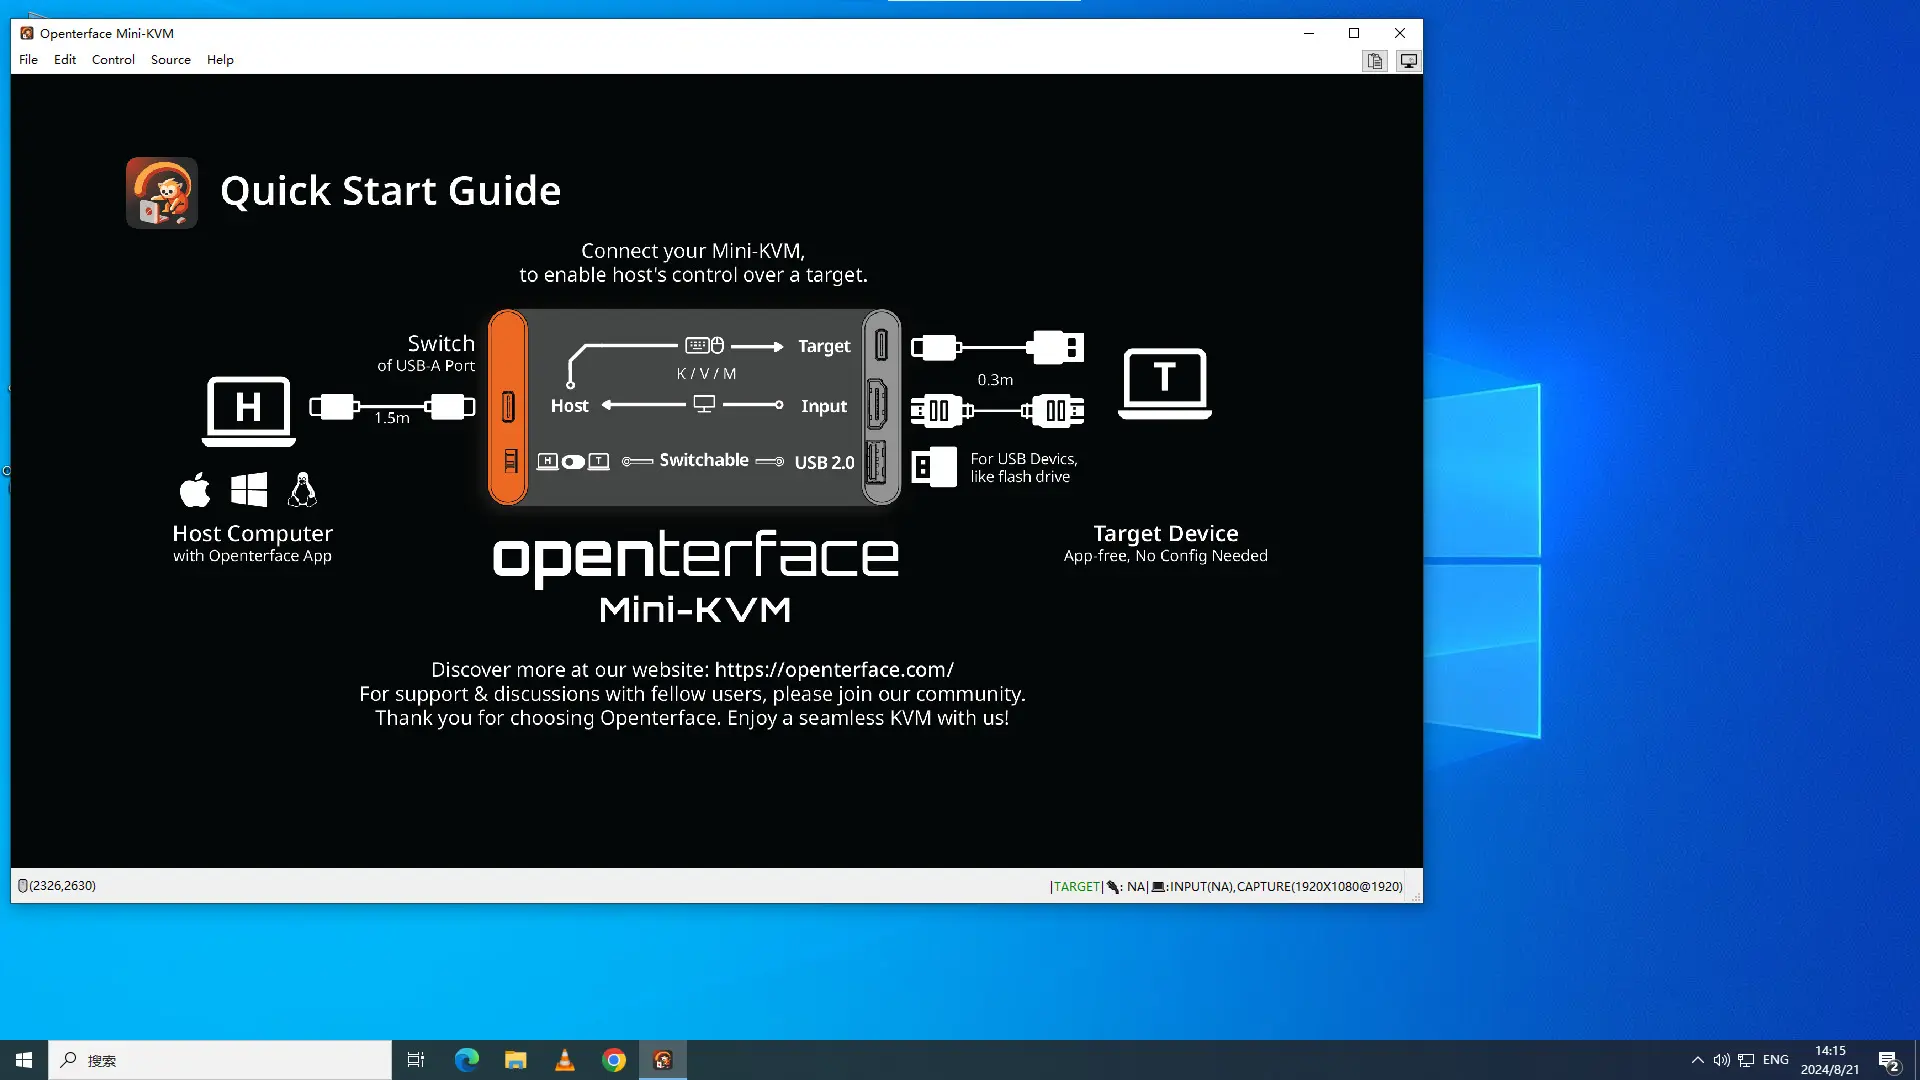 Openterface Mini-KVM
File Edit Control Source Help
Quick Start Guide
Connect your Mini-KVM,
to enable host's control over a target.
Switch
of USB-A Port
Target
K / V / M
0.3m
H
T
1.5m
Host
Input
H
T
Switchable
USB 2.0
For USB Devics,
like flash drive
Host Computer
with Openterface App
Target Device
App-free, No Config Needed
openterface
Mini-KVM
Discover more at our website: https://openterface.com/
For support & discussions with fellow users, please join our community.
Thank you for choosing Openterface. Enjoy a seamless KVM with us!
(2326,2630)
|TARGET| : NA| :INPUT(NA),CAPTURE(1920X1080@1920)
搜索
ENG
14:15
2024/8/21
2